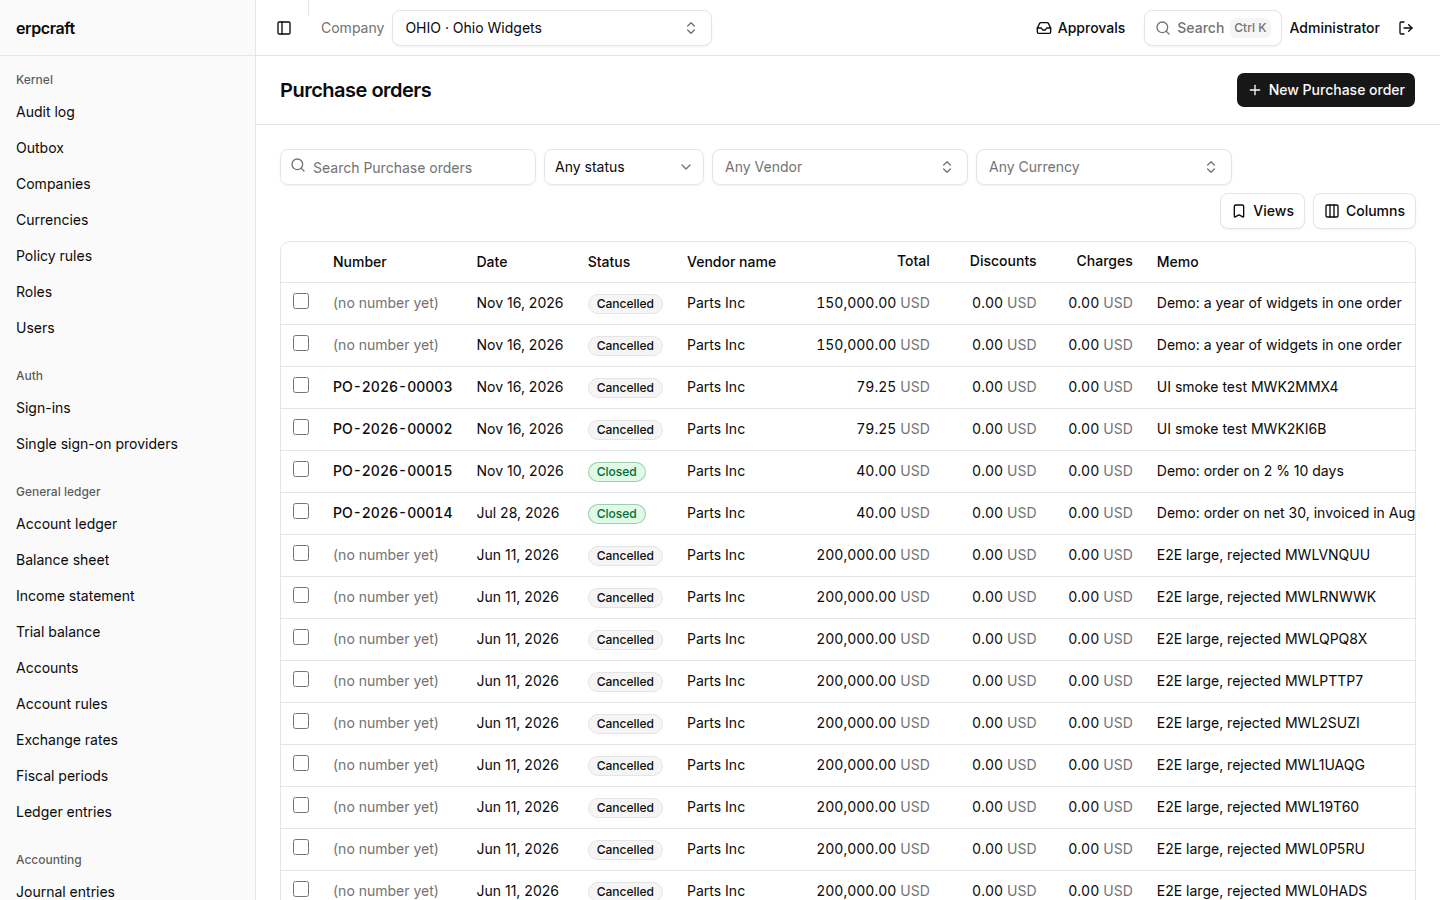 erpcraft
Company OHIO · Ohio Widgets Approvals Search Ctrl K Administrator
Kernel
Audit log
Outbox
Companies
Currencies
Policy rules
Roles
Users
Auth
Sign-ins
Single sign-on providers
General ledger
Account ledger
Balance sheet
Income statement
Trial balance
Accounts
Account rules
Exchange rates
Fiscal periods
Ledger entries
Accounting
Journal entries
Purchase orders New Purchase order
Search Purchase orders Any status Any Vendor Any Currency
Views Columns
Number Date Status Vendor name Total Discounts Charges Memo
(no number yet) Nov 16, 2026 Cancelled Parts Inc 150,000.00 USD 0.00 USD 0.00 USD Demo: a year of widgets in one order
(no number yet) Nov 16, 2026 Cancelled Parts Inc 150,000.00 USD 0.00 USD 0.00 USD Demo: a year of widgets in one order
PO-2026-00003 Nov 16, 2026 Cancelled Parts Inc 79.25 USD 0.00 USD 0.00 USD UI smoke test MWK2MMX4
PO-2026-00002 Nov 16, 2026 Cancelled Parts Inc 79.25 USD 0.00 USD 0.00 USD UI smoke test MWK2KI6B
PO-2026-00015 Nov 10, 2026 Closed Parts Inc 40.00 USD 0.00 USD 0.00 USD Demo: order on 2 % 10 days
PO-2026-00014 Jul 28, 2026 Closed Parts Inc 40.00 USD 0.00 USD 0.00 USD Demo: order on net 30, invoiced in Aug
(no number yet) Jun 11, 2026 Cancelled Parts Inc 200,000.00 USD 0.00 USD 0.00 USD E2E large, rejected MWLVNQUU
(no number yet) Jun 11, 2026 Cancelled Parts Inc 200,000.00 USD 0.00 USD 0.00 USD E2E large, rejected MWLRNWWK
(no number yet) Jun 11, 2026 Cancelled Parts Inc 200,000.00 USD 0.00 USD 0.00 USD E2E large, rejected MWLQPQ8X
(no number yet) Jun 11, 2026 Cancelled Parts Inc 200,000.00 USD 0.00 USD 0.00 USD E2E large, rejected MWLPTTP7
(no number yet) Jun 11, 2026 Cancelled Parts Inc 200,000.00 USD 0.00 USD 0.00 USD E2E large, rejected MWL2SUZI
(no number yet) Jun 11, 2026 Cancelled Parts Inc 200,000.00 USD 0.00 USD 0.00 USD E2E large, rejected MWL1UAQG
(no number yet) Jun 11, 2026 Cancelled Parts Inc 200,000.00 USD 0.00 USD 0.00 USD E2E large, rejected MWL19T60
(no number yet) Jun 11, 2026 Cancelled Parts Inc 200,000.00 USD 0.00 USD 0.00 USD E2E large, rejected MWL0P5RU
(no number yet) Jun 11, 2026 Cancelled Parts Inc 200,000.00 USD 0.00 USD 0.00 USD E2E large, rejected MWL0HADS